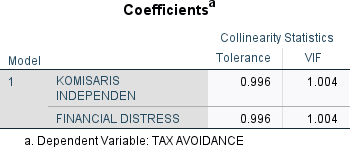 Coefficientsa
Collinearity Statistics
Model Tolerance VIF
1 KOMISARIS INDEPENDEN 0.996 1.004
FINANCIAL DISTRESS 0.996 1.004
a. Dependent Variable: TAX AVOIDANCE